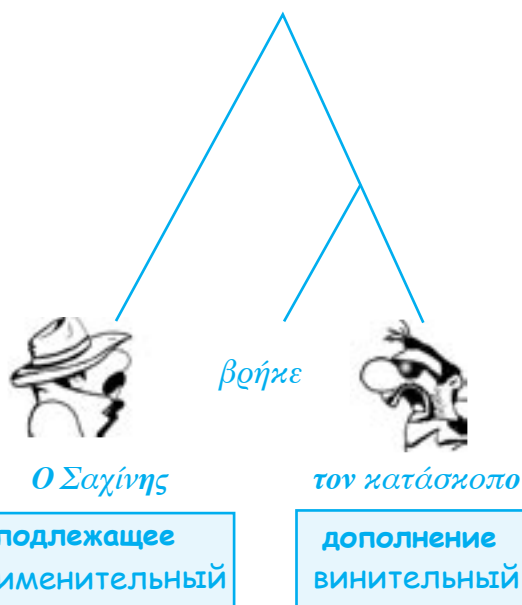 βρήκε
Ο Σαχίνης
τον κατάσκοπο
подлежащее
именительный
дополнение
винительный